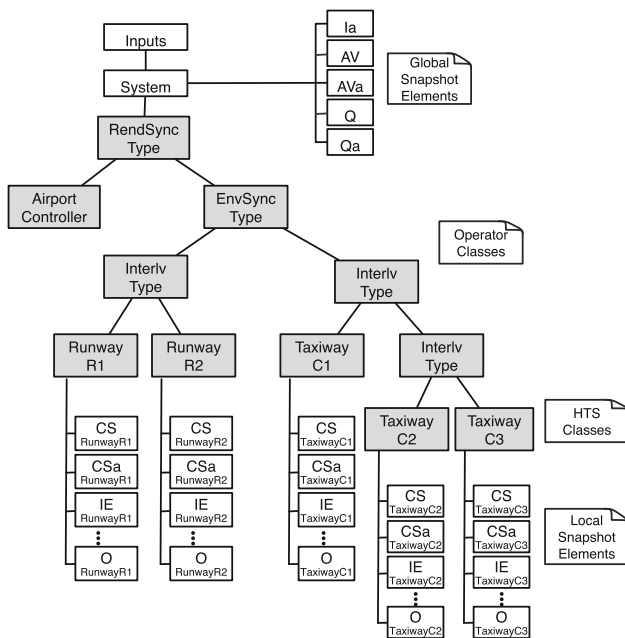 Inputs
System
Ia
AV
AVa
Q
Qa
Global
Snapshot
Elements
RendSync
Type
Airport
Controller
EnvSync
Type
Operator
Classes
Interlv
Type
Interlv
Type
Runway
R1
Runway
R2
Taxiway
C1
Interlv
Type
Taxiway
C2
Taxiway
C3
HTS
Classes
CS
RunwayR1
CSa
RunwayR1
IE
RunwayR1
O
RunwayR1
CS
RunwayR2
CSa
RunwayR2
IE
RunwayR2
O
RunwayR2
CS
TaxiwayC1
CSa
TaxiwayC1
IE
TaxiwayC1
O
TaxiwayC1
CS
TaxiwayC2
CSa
TaxiwayC2
IE
TaxiwayC2
O
TaxiwayC2
CS
TaxiwayC3
CSa
TaxiwayC3
IE
TaxiwayC3
O
TaxiwayC3
Local
Snapshot
Elements